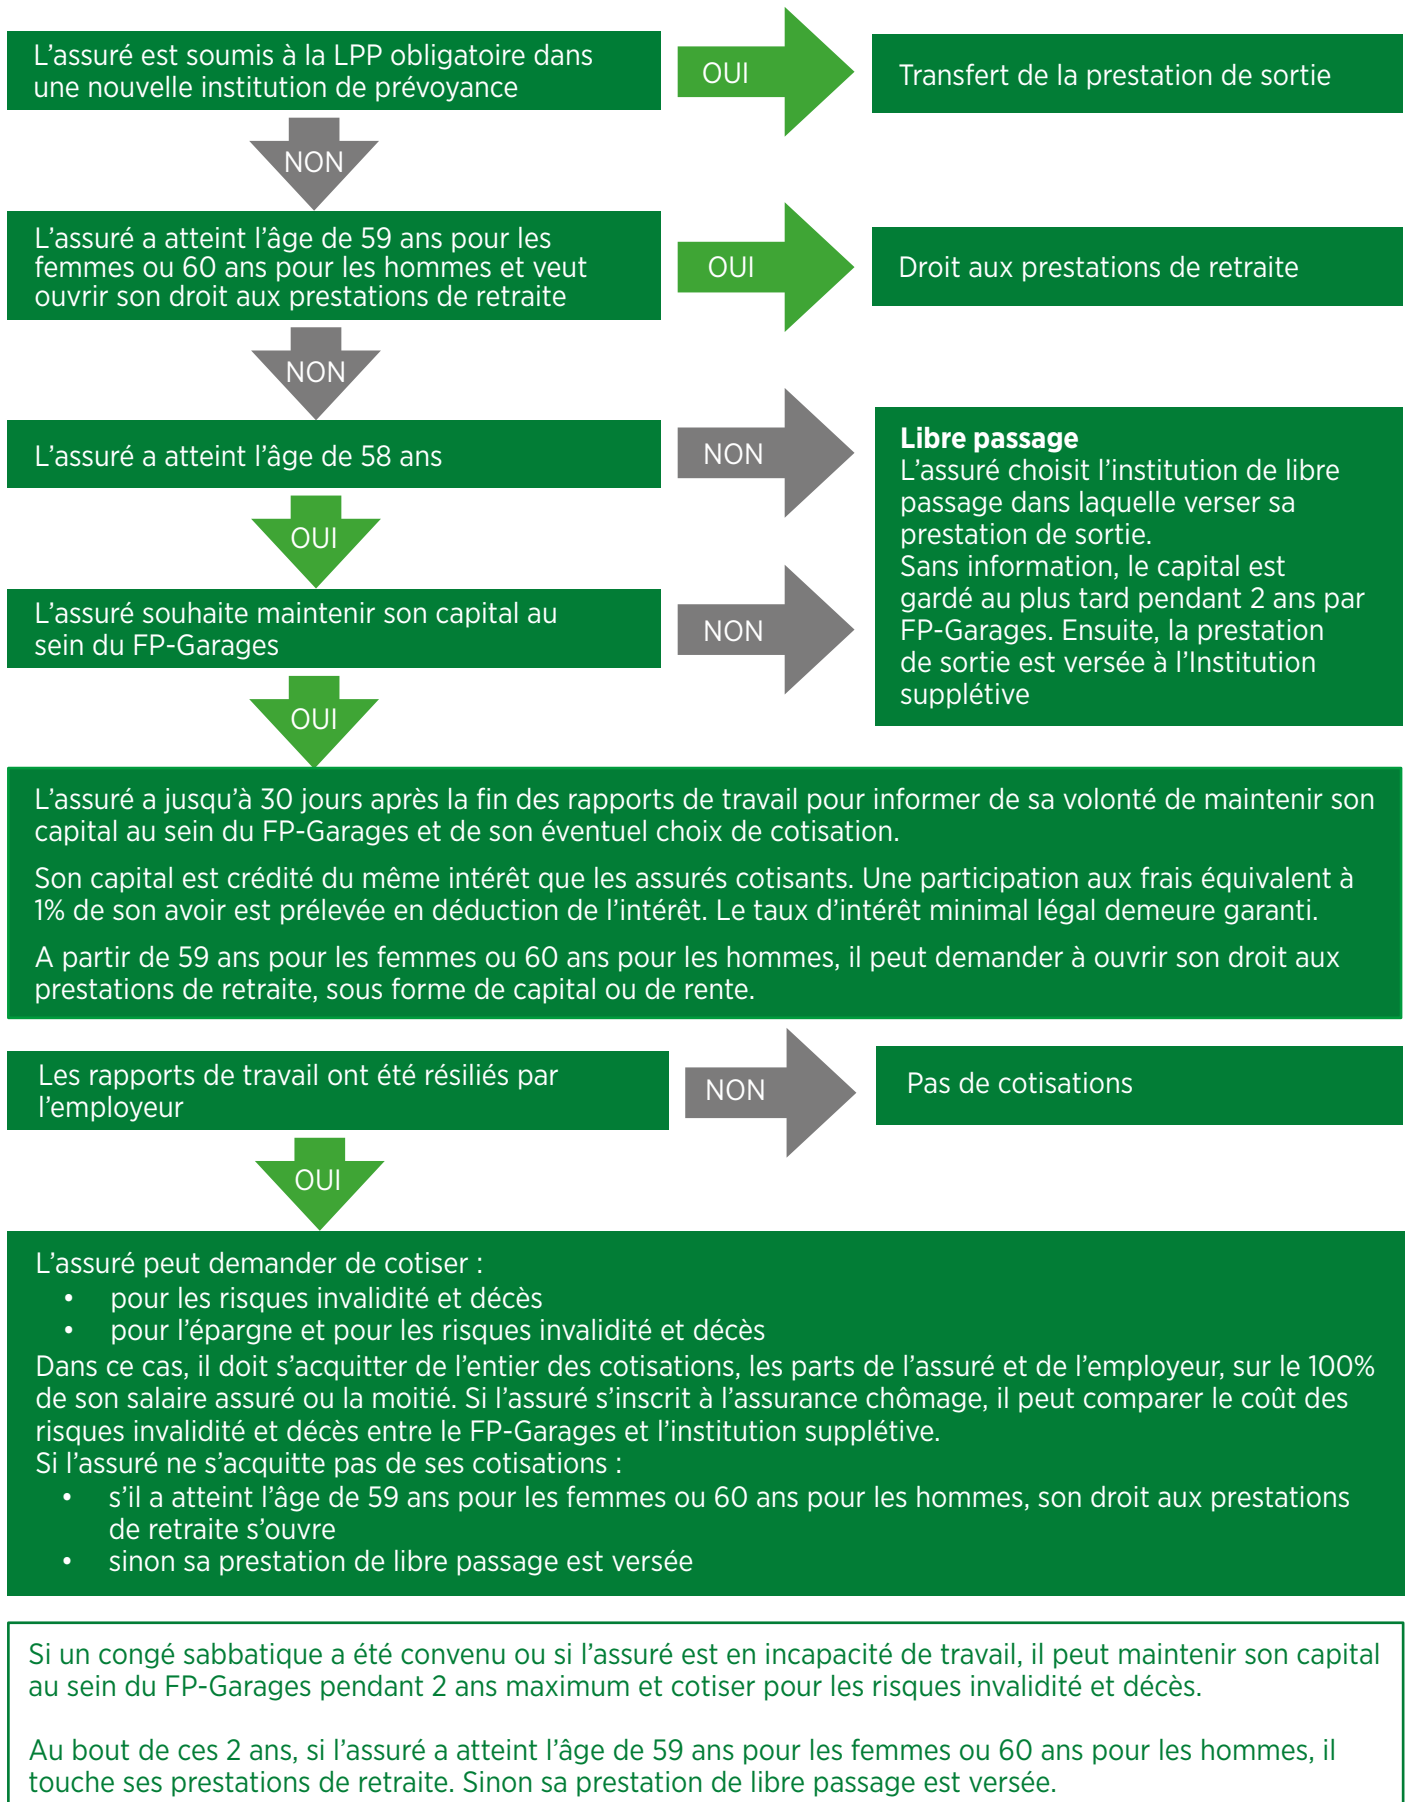 L'assuré est soumis à la LPP obligatoire dans
une nouvelle institution de prévoyance
OUI
Transfert de la prestation de sortie
NON
L'assuré a atteint l'âge de 59 ans pour les
femmes ou 60 ans pour les hommes et veut
ouvrir son droit aux prestations de retraite
OUI
Droit aux prestations de retraite
NON
L'assuré a atteint l'âge de 58 ans
NON
Libre passage
L'assuré choisit l'institution de libre
passage dans laquelle verser sa
prestation de sortie.
Sans information, le capital est
gardé au plus tard pendant 2 ans par
FP-Garages. Ensuite, la prestation
de sortie est versée à l'Institution
supplétive
OUI
L'assuré souhaite maintenir son capital au
sein du FP-Garages
NON
OUI
L'assuré a jusqu'à 30 jours après la fin des rapports de travail pour informer de sa volonté de maintenir son
capital au sein du FP-Garages et de son éventuel choix de cotisation.
Son capital est crédité du même intérêt que les assurés cotisants. Une participation aux frais équivalent à
1% de son avoir est prélevée en déduction de l'intérêt. Le taux d'intérêt minimal légal demeure garanti.
A partir de 59 ans pour les femmes ou 60 ans pour les hommes, il peut demander à ouvrir son droit aux
prestations de retraite, sous forme de capital ou de rente.
Les rapports de travail ont été résiliés par
l'employeur
NON
Pas de cotisations
OUI
L'assuré peut demander de cotiser :
• pour les risques invalidité et décès
• pour l'épargne et pour les risques invalidité et décès
Dans ce cas, il doit s'acquitter de l'entier des cotisations, les parts de l'assuré et de l'employeur, sur le 100%
de son salaire assuré ou la moitié. Si l'assuré s'inscrit à l'assurance chômage, il peut comparer le coût des
risques invalidité et décès entre le FP-Garages et l'institution supplétive.
Si l'assuré ne s'acquitte pas de ses cotisations :
• s'il a atteint l'âge de 59 ans pour les femmes ou 60 ans pour les hommes, son droit aux prestations
de retraite s'ouvre
• sinon sa prestation de libre passage est versée
Si un congé sabbatique a été convenu ou si l'assuré est en incapacité de travail, il peut maintenir son capital
au sein du FP-Garages pendant 2 ans maximum et cotiser pour les risques invalidité et décès.
Au bout de ces 2 ans, si l'assuré a atteint l'âge de 59 ans pour les femmes ou 60 ans pour les hommes, il
touche ses prestations de retraite. Sinon sa prestation de libre passage est versée.